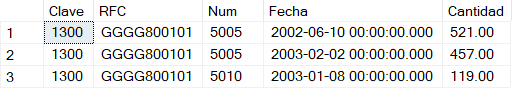 Clave RFC Num Fecha Cantidad
1 1300 GGGG800101 5005 2002-06-10 00:00:00.000 521.00
2 1300 GGGG800101 5005 2003-02-02 00:00:00.000 457.00
3 1300 GGGG800101 5010 2003-01-08 00:00:00.000 119.00